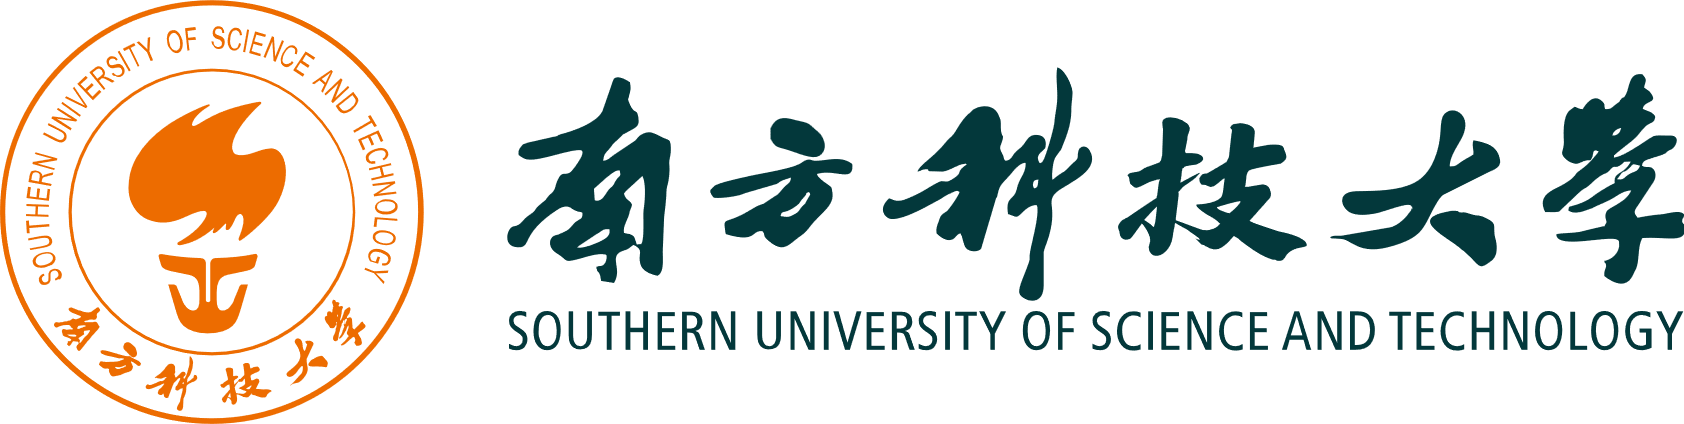 SOUTHERN UNIVERSITY OF SCIENCE AND TECHNOLOGY
南方科技大学
南方科技大学
SOUTHERN UNIVERSITY OF SCIENCE AND TECHNOLOGY